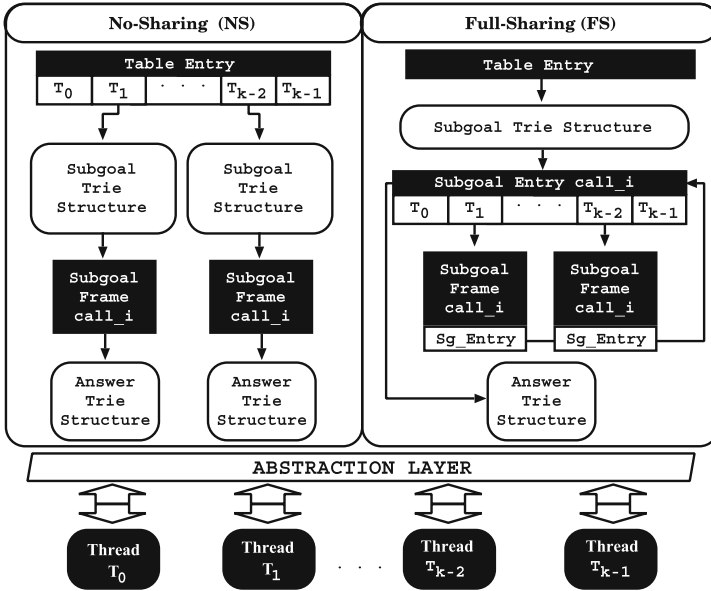 No-Sharing (NS)
Table Entry
T0 T1 . . . Tk-2 Tk-1
Subgoal
Trie
Structure
Subgoal
Trie
Structure
Subgoal
Frame
call_i
Subgoal
Frame
call_i
Answer
Trie
Structure
Answer
Trie
Structure
Full-Sharing (FS)
Table Entry
Subgoal Trie Structure
Subgoal Entry call_i
T0 T1 . . . Tk-2 Tk-1
Subgoal
Frame
call_i
Sg_Entry
Subgoal
Frame
call_i
Sg_Entry
Answer
Trie
Structure
ABSTRACTION LAYER
Thread
T0
Thread
T1
. . .
Thread
Tk-2
Thread
Tk-1